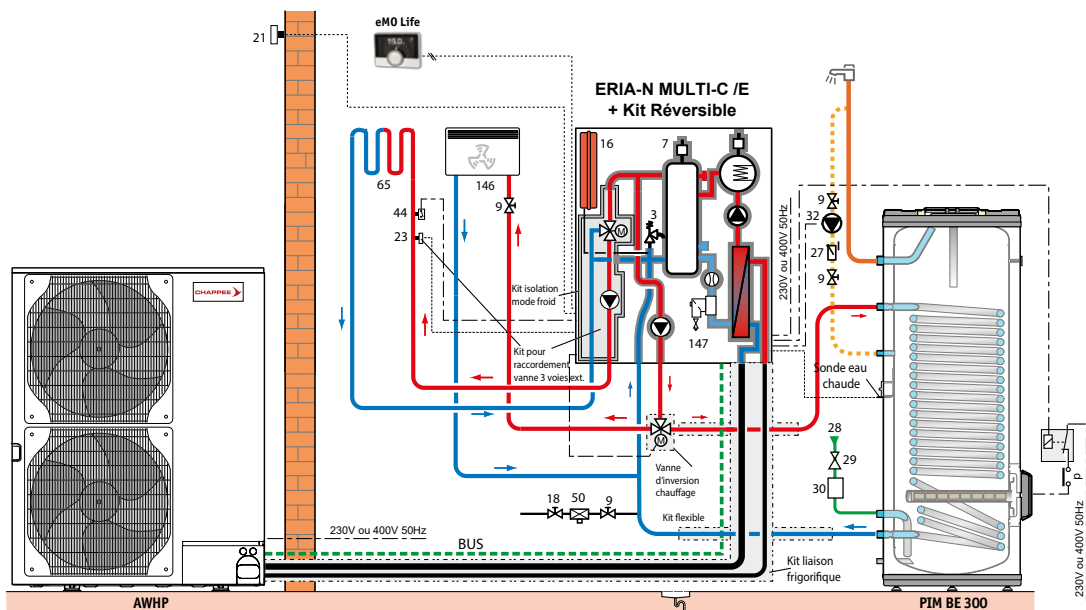 eMO Life
19.0
21
ERIA-N MULTI-C /E
+ Kit Réversible
16
7
3
65
146
9
44
23
M
Kit isolation
mode froid
147
Kit pour
raccordement
vanne 3 voies ext.
230V ou 400V 50Hz
9
32
27
9
Sonde eau
chaude
CHAPPEE
M
Vanne
d'inversion
chauffage
28
29
30
18
50
9
Kit flexible
230V ou 400V 50Hz
BUS
Kit liaison
frigorifique
p
230V ou 400V 50Hz
AWHP
PIM BE 300